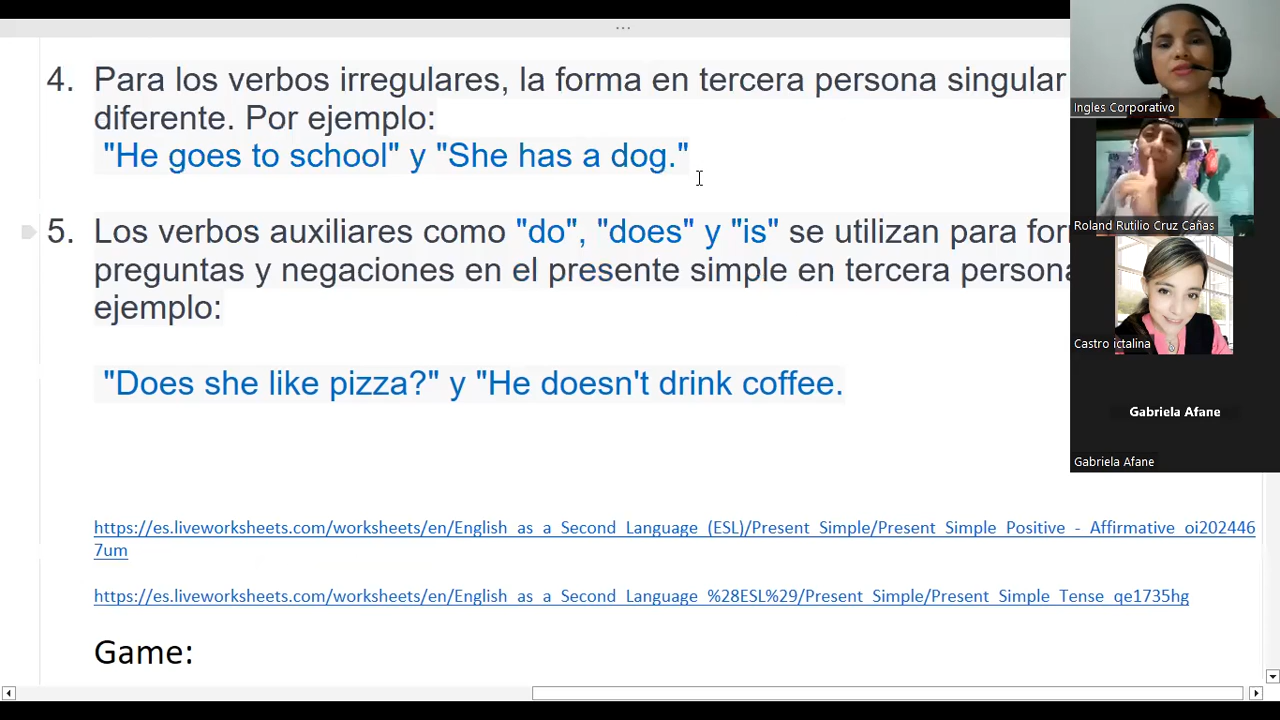 4. Para los verbos irregulares, la forma en tercera persona singular
diferente. Por ejemplo:
"He goes to school" y "She has a dog."
5. Los verbos auxiliares como "do", "does" y "is" se utilizan para
preguntas y negaciones en el presente simple en tercera persona
ejemplo:
"Does she like pizza?" y "He doesn't drink coffee.
https://es.liveworksheets.com/worksheets/en/English_as_a_Second_Language_(ESL)/Present_Simple/Present_Simple_Positive_-_Affirmative_oi202446
7um
https://es.liveworksheets.com/worksheets/en/English_as_a_Second_Language_%28ESL%29/Present_Simple/Present_Simple_Tense_qe1735hg
Game:
Ingles Corporativo
Roland Rutilio Cruz Cañas
Castro ictalina
Gabriela Afane
Gabriela Afane